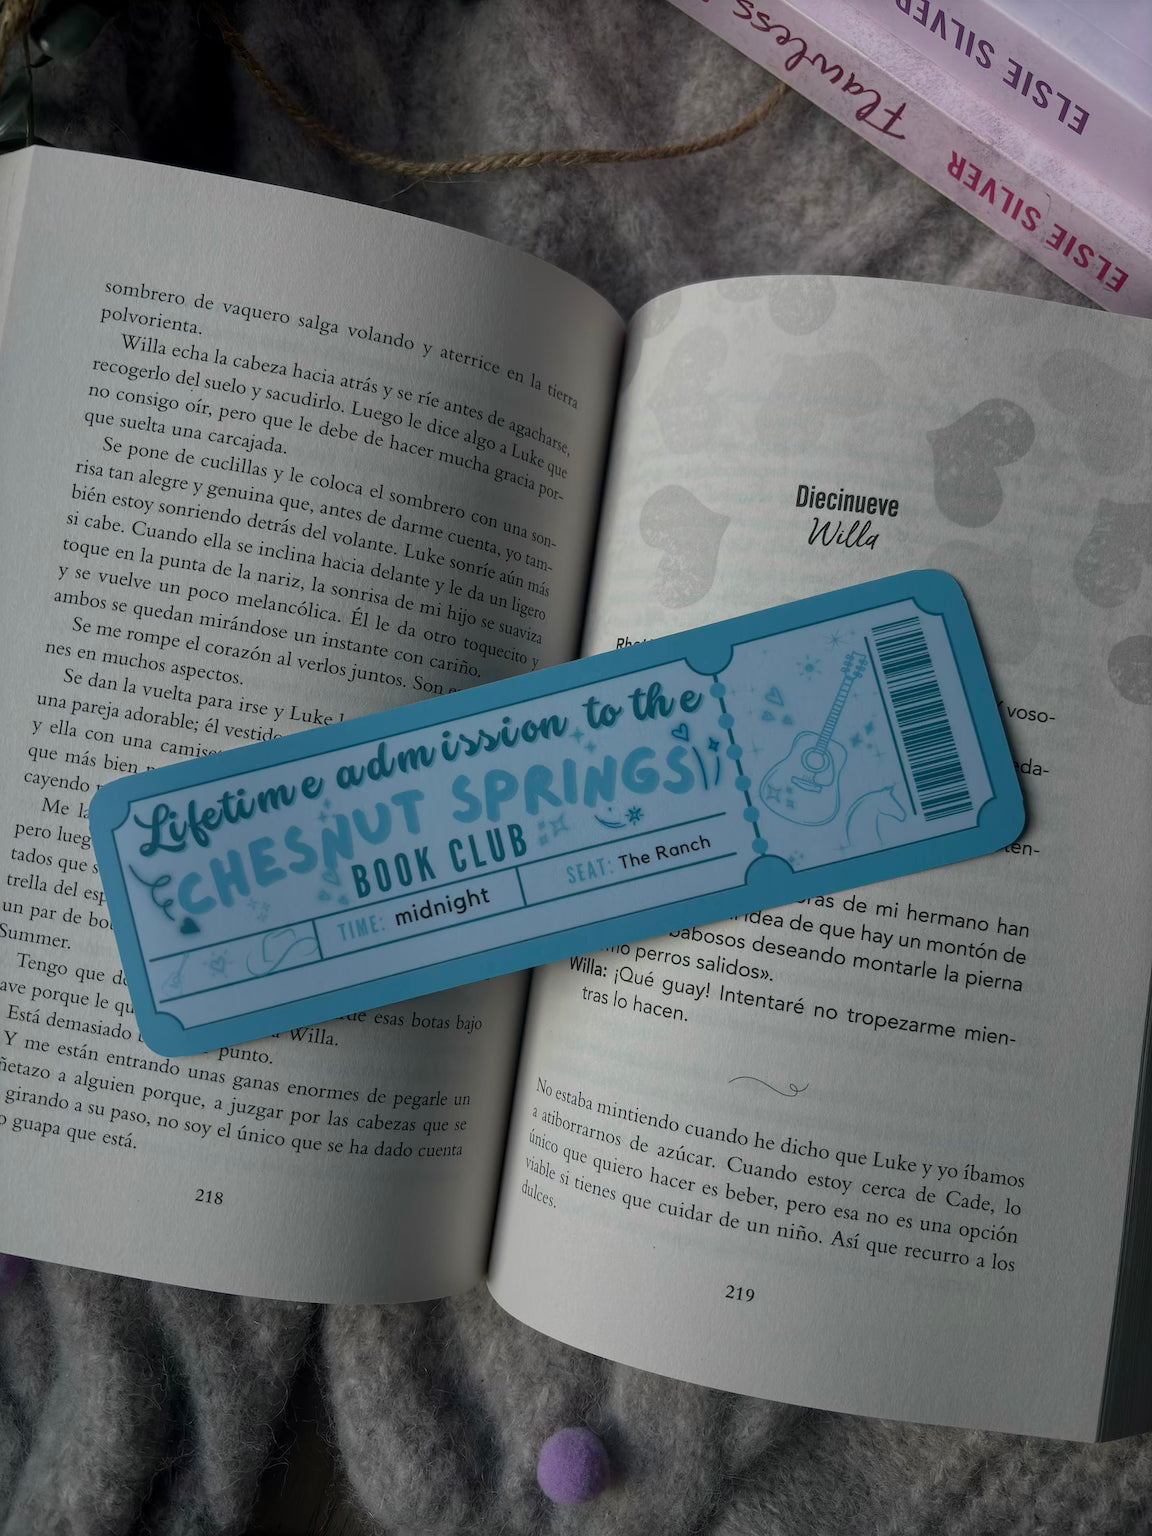 ELSIE SILVER
Flawless
ELSIE SILVER
sombrero de vaquero salga volando y aterrice en la tierra
polvorienta.
Willa echa la cabeza hacia atrás y se ríe antes de agacharse,
recogerlo del suelo y sacudirlo. Luego le dice algo a Luke que
no consigo oír, pero que le debe de hacer mucha gracia por-
que suelta una carcajada.
Se pone de cuclillas y le coloca el sombrero con una son-
risa tan alegre y genuina que, antes de darme cuenta, yo tam-
bién estoy sonriendo detrás del volante. Luke sonríe aún más
si cabe. Cuando ella se inclina hacia delante y le da un ligero
toque en la punta de la nariz, la sonrisa de mi hijo se suaviza
y se vuelve un poco melancólica. Él le da otro toquecito y
ambos se quedan mirándose un instante con cariño.
Se me rompe el corazón al verlos juntos. Son
nes en muchos aspectos.
Se dan la vuelta para irse y Luke
una pareja adorable; él vestido
y ella con una
que más bien
cayendo
Me
pero
tados que
trella del
un par de
Summer.
Tengo que
ave porque le
Está demasiado
esas botas bajo
Willa.
punto.
Y me están entrando unas ganas enormes de pegarle un
ñetazo a alguien porque, a juzgar por las cabezas que se
girando a su paso, no soy el único que se ha dado cuenta
o guapa que está.
218
Lifetime admission to the
CHESNUT SPRINGS
BOOK CLUB
TIME: midnight
SEAT: The Ranch
Diecinueve
Willa
voso-
de mi hermano han
idea de que hay un montón de
babosos deseando montarle la pierna
perros salidos».
Willa: ¡Qué guay! Intentaré no tropezarme mien-
tras lo hacen.
No estaba mintiendo cuando he dicho que Luke y yo íbamos
a atiborrarnos de azúcar. Cuando estoy cerca de Cade, lo
único que quiero hacer es beber, pero esa no es una opción
viable si tienes que cuidar de un niño. Así que recurro a los
dulces.
219